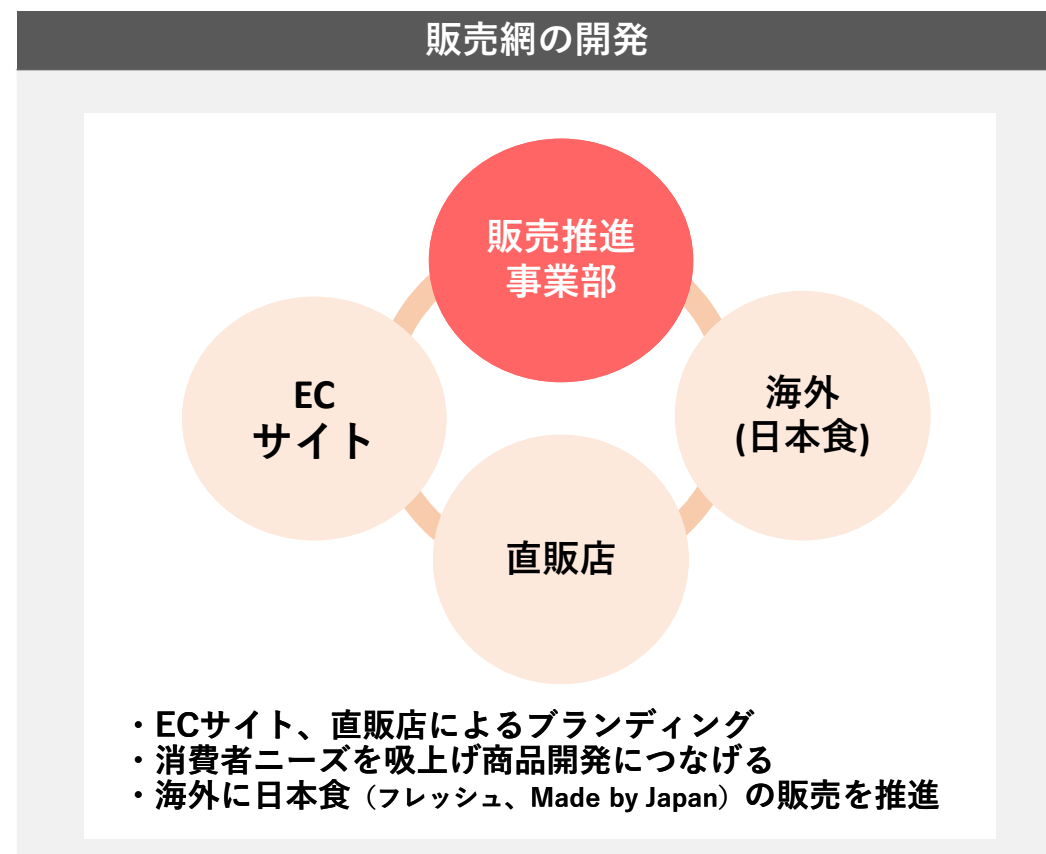 販売網の開発
販売推進
事業部
EC
サイト
海外
(日本食)
直販店
・ECサイト、直販店によるブランディング
・消費者ニーズを吸上げ商品開発につなげる
・海外に日本食（フレッシュ、Made by Japan）の販売を推進